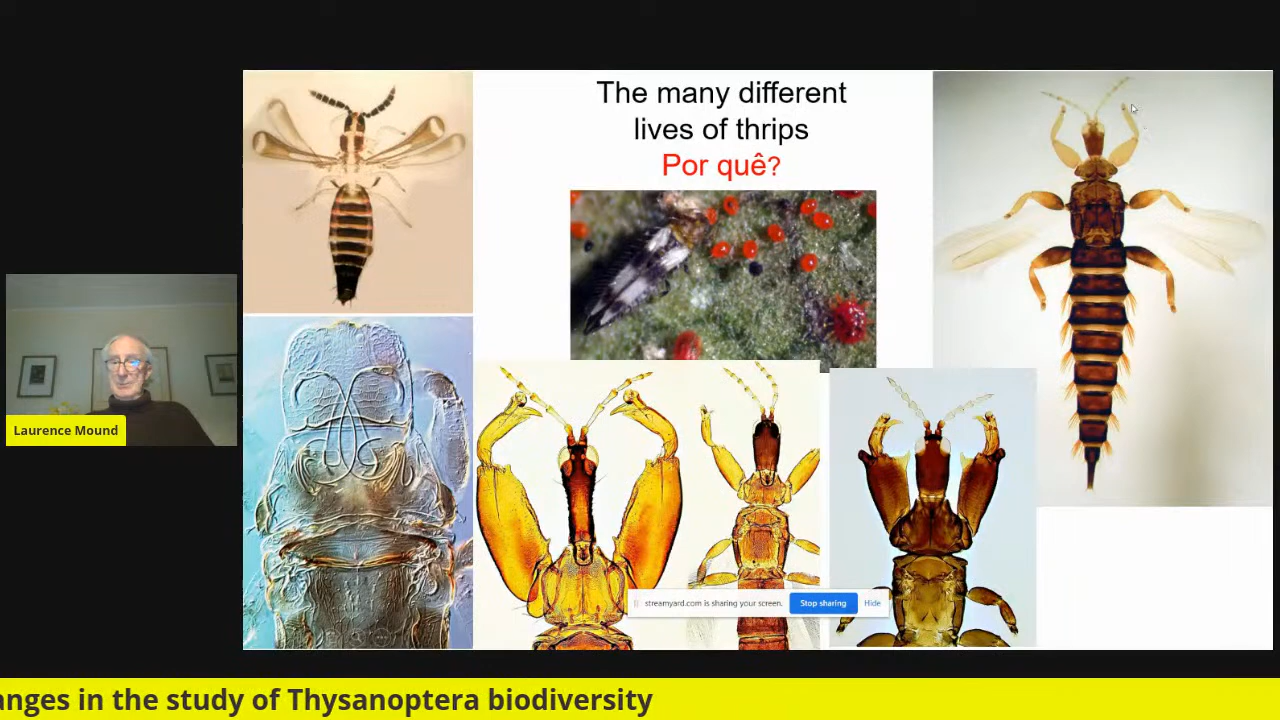 The many different
lives of thrips
Por quê?
Laurence Mound
streamyard.com is sharing your screen.
Stop sharing
Hide
anges in the study of Thysanoptera biodiversity